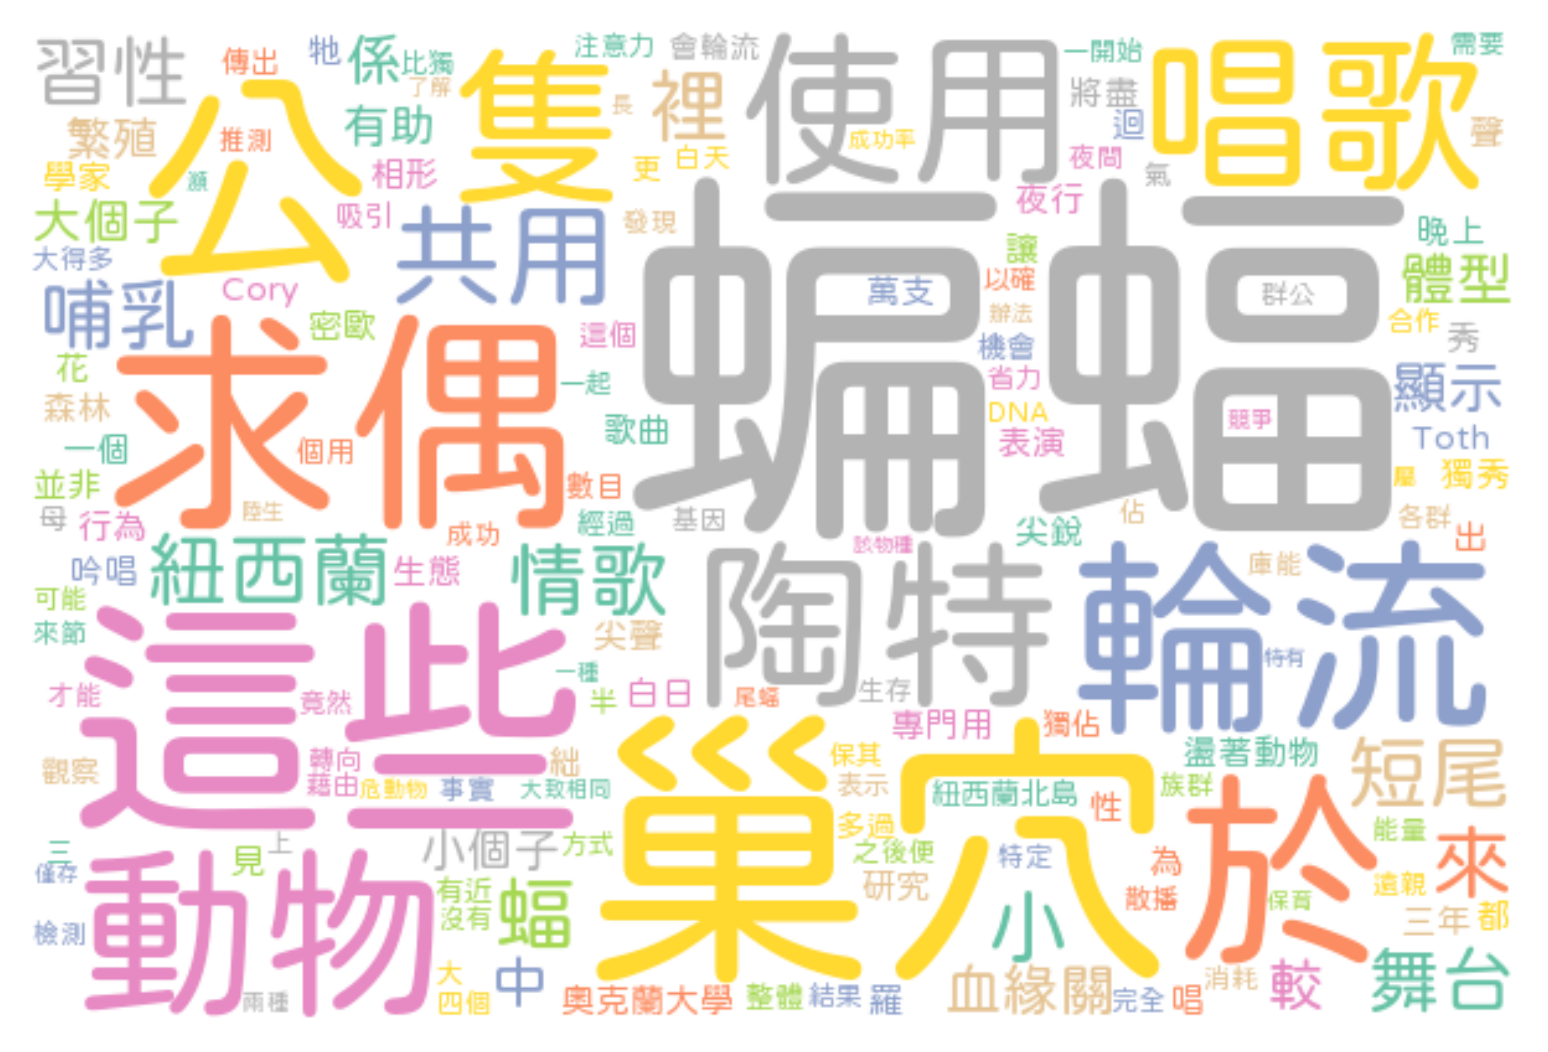 習性
傳出
牠
係
比獨
了解
注意力
會輪流
使用
一開始
需要
將盡
唱歌
公
隻
裡
長
迴
聲
繁殖
推測
有助
成功率
夜間
學家
瀕
相形
更
白天
氣
大個子
吸引
共用
發現
夜行
蝙蝠
讓
晚上
大得多
Cory
萬支
以確
群公
體型
哺乳
密歐
這個
辦法
合作
求偶
機會
秀
花
一起
省力
顯示
森林
歌曲
DNA
競爭
一個
個用
表演
Toth
並非
數目
屬
獨秀
母
行為
陸生
成功
經過
基因
尖銳
佔
各群
出
紐西蘭
情歌
該物種
陶特
輪流
吟唱
生態
庫能
可能
來節
這些
尖聲
一種
特有
才能
竟然
半
白日
尾蝠
生存
專門用
獨佔
觀察
轉向
藉由
危動物
事實
大致相同
絀
保其
表示
巢穴
紐西蘭北島
性
盪著動物
族群
短尾
於
三
上
見
小個子
方式
多過
之後便
特定
為
能量
來
僅存
動物
有近
沒有
蝠
研究
小
散播
保育
遠親
三年
都
檢測
大
四個
中
兩種
奧克蘭大學
整體
結果
羅
血緣關
完全
唱
消耗
較
舞台